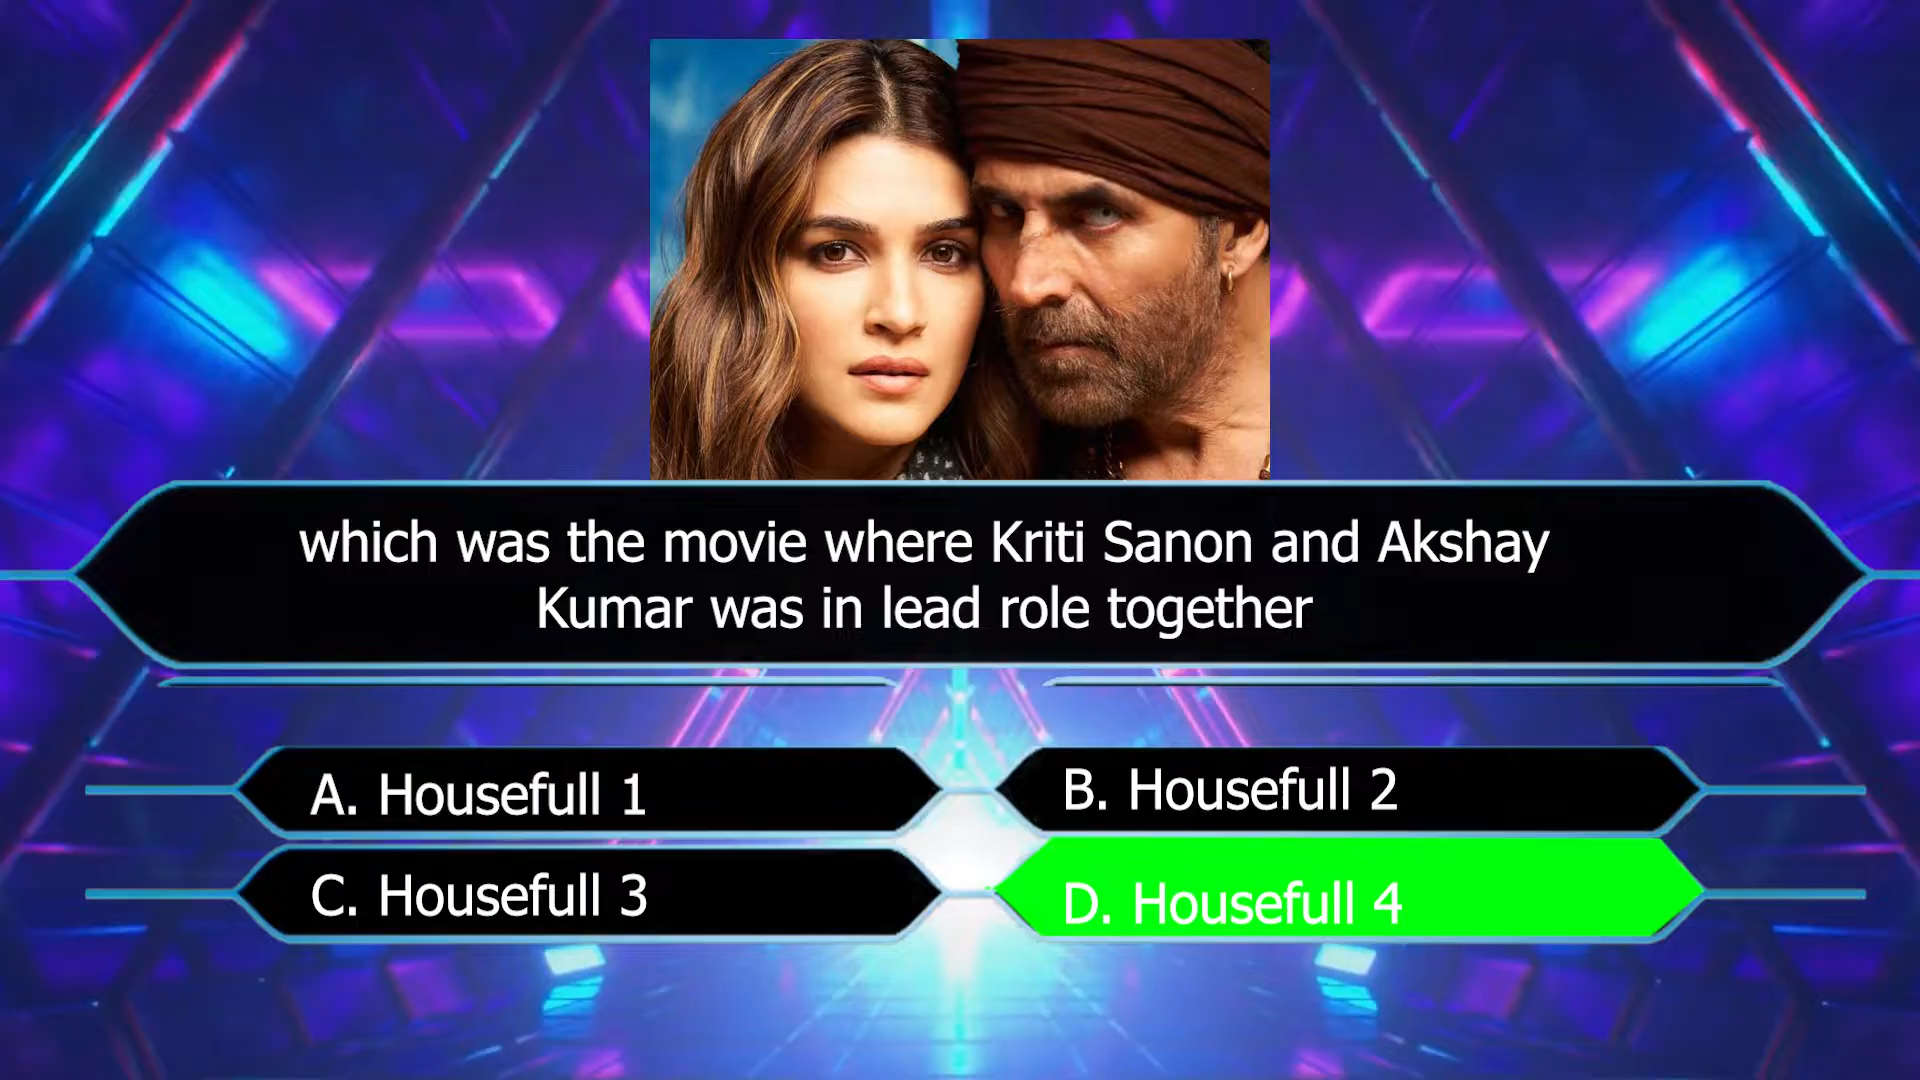 which was the movie where Kriti Sanon and Akshay
Kumar was in lead role together
A. Housefull 1
B. Housefull 2
C. Housefull 3
D. Housefull 4